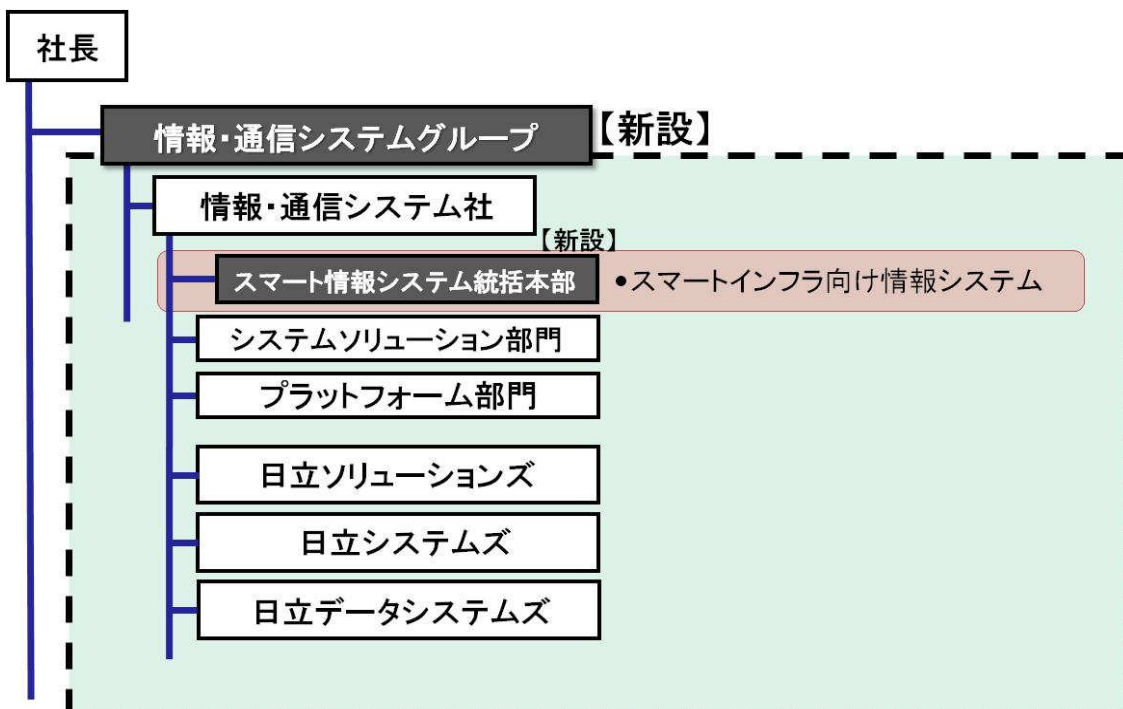 社長
情報・通信システムグループ 【新設】
情報・通信システム社
【新設】
スマート情報システム統括本部 •スマートインフラ向け情報システム
システムソリューション部門
プラットフォーム部門
日立ソリューションズ
日立システムズ
日立データシステムズ